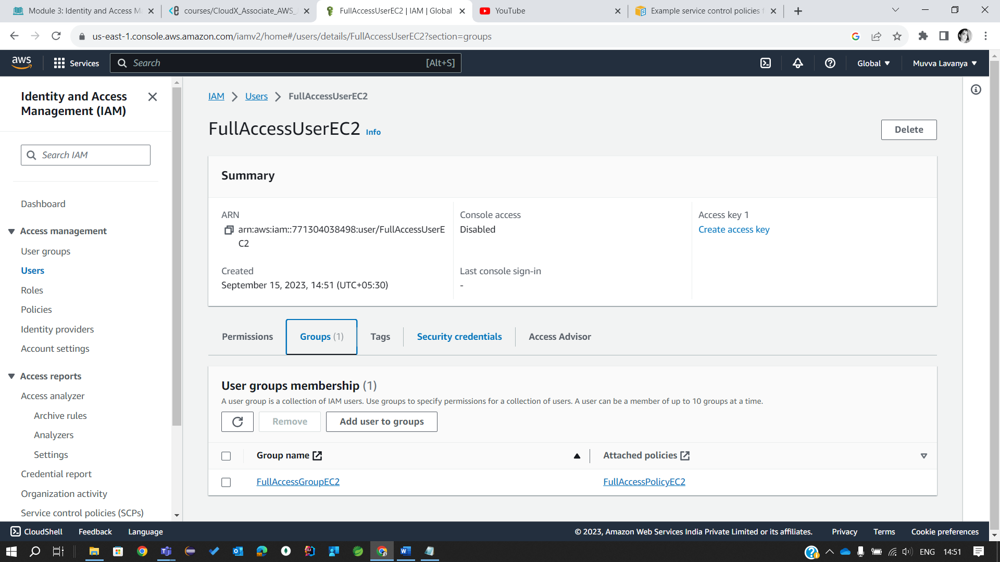 Module 3: Identity and Access Ma
courses/CloudX_Associate_AWS_
FullAccessUserEC2 | IAM | Global
YouTube
Example service control policies f
us-east-1.console.aws.amazon.com/iamv2/home#/users/details/FullAccessUserEC2?section=groups
aws
Services
Search
[Alt+S]
Global
Muvva Lavanya
Identity and Access
Management (IAM)
Search IAM
Dashboard
Access management
User groups
Users
Roles
Policies
Identity providers
Account settings
Access reports
Access analyzer
Archive rules
Analyzers
Settings
Credential report
Organization activity
Service control policies (SCPs)
IAM > Users > FullAccessUserEC2
FullAccessUserEC2 Info
Delete
Summary
ARN
arn:aws:iam::771304038498:user/FullAccessUserE
C2
Console access
Disabled
Access key 1
Create access key
Created
September 15, 2023, 14:51 (UTC+05:30)
Last console sign-in
-
Permissions
Groups (1)
Tags
Security credentials
Access Advisor
User groups membership (1)
A user group is a collection of IAM users. Use groups to specify permissions for a collection of users. A user can be a member of up to 10 groups at a time.
Remove
Add user to groups
Group name
Attached policies
FullAccessGroupEC2
FullAccessPolicyEC2
CloudShell
Feedback
Language
© 2023, Amazon Web Services India Private Limited or its affiliates.
Privacy
Terms
Cookie preferences
ENG
14:51